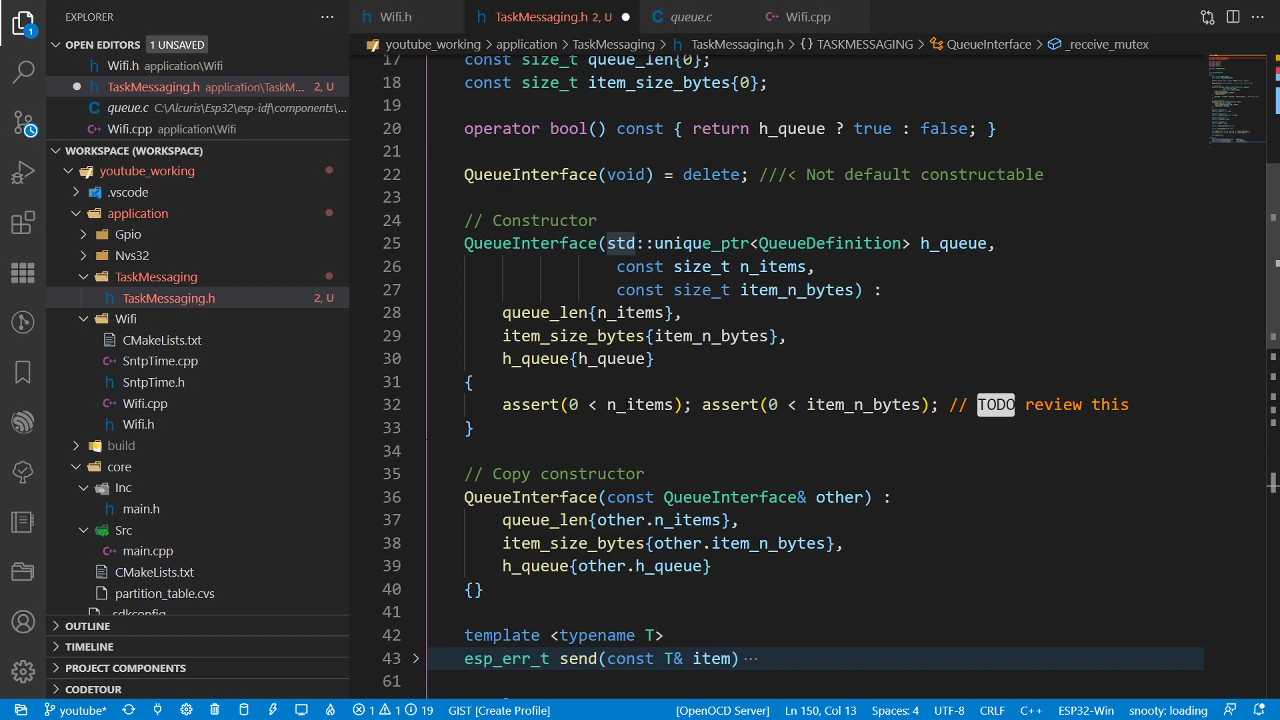 EXPLORER
Wifi.h
TaskMessaging.h 2, U
queue.c
Wifi.cpp
OPEN EDITORS 1 UNSAVED
youtube_working > application > TaskMessaging > TaskMessaging.h > {} TASKMESSAGING > QueueInterface > _receive_mutex
Wifi.h application\Wifi
TaskMessaging.h application\TaskM... 2, U
queue.c C:\Alcuris\Esp32\esp-idf\components\...
Wifi.cpp application\Wifi
WORKSPACE (WORKSPACE)
youtube_working
.vscode
application
Gpio
Nvs32
TaskMessaging
TaskMessaging.h 2, U
Wifi
CMakeLists.txt
SntpTime.cpp
SntpTime.h
Wifi.cpp
Wifi.h
build
core
Inc
main.h
Src
main.cpp
CMakeLists.txt
partition_table.cvs
sdkconfig
OUTLINE
TIMELINE
PROJECT COMPONENTS
CODETOUR
17 const size_t queue_len{0};
18 const size_t item_size_bytes{0};
19
20 operator bool() const { return h_queue ? true : false; }
21
22 QueueInterface(void) = delete; ///< Not default constructable
23
24 // Constructor
25 QueueInterface(std::unique_ptr<QueueDefinition> h_queue,
26 const size_t n_items,
27 const size_t item_n_bytes) :
28 queue_len{n_items},
29 item_size_bytes{item_n_bytes},
30 h_queue{h_queue}
31 {
32 assert(0 < n_items); assert(0 < item_n_bytes); // TODO review this
33 }
34
35 // Copy constructor
36 QueueInterface(const QueueInterface& other) :
37 queue_len{other.n_items},
38 item_size_bytes{other.item_n_bytes},
39 h_queue{other.h_queue}
40 {}
41
42 template <typename T>
43 esp_err_t send(const T& item) ...
61
youtube* 1 1 19 GIST [Create Profile] [OpenOCD Server] Ln 150, Col 13 Spaces: 4 UTF-8 CRLF C++ ESP32-Win snooty: loading